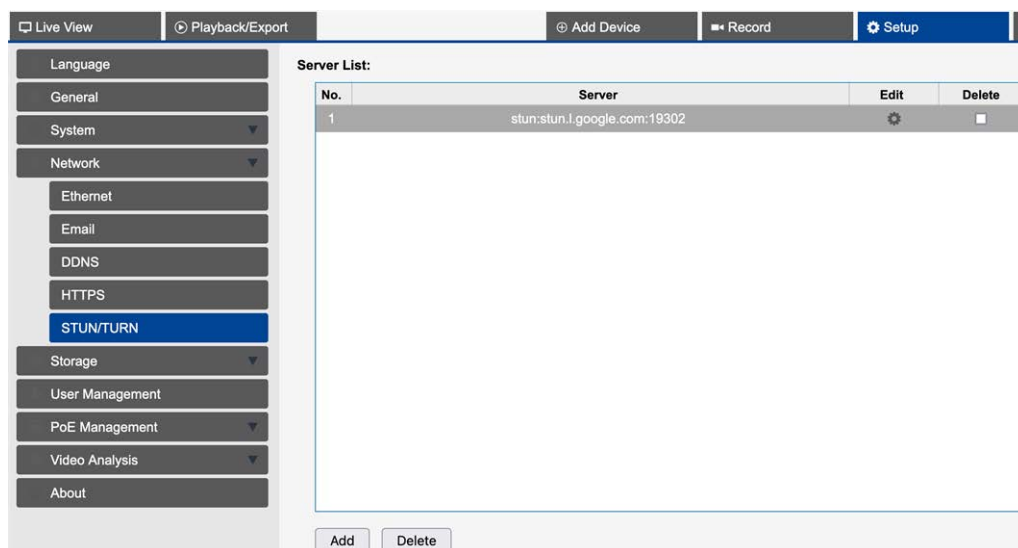 Live View Playback/Export Add Device Record Setup
Language
General
System
Network
Ethernet
Email
DDNS
HTTPS
STUN/TURN
Storage
User Management
PoE Management
Video Analysis
About
Server List:
No. Server Edit Delete
1 stun:stun.l.google.com:19302
Add Delete